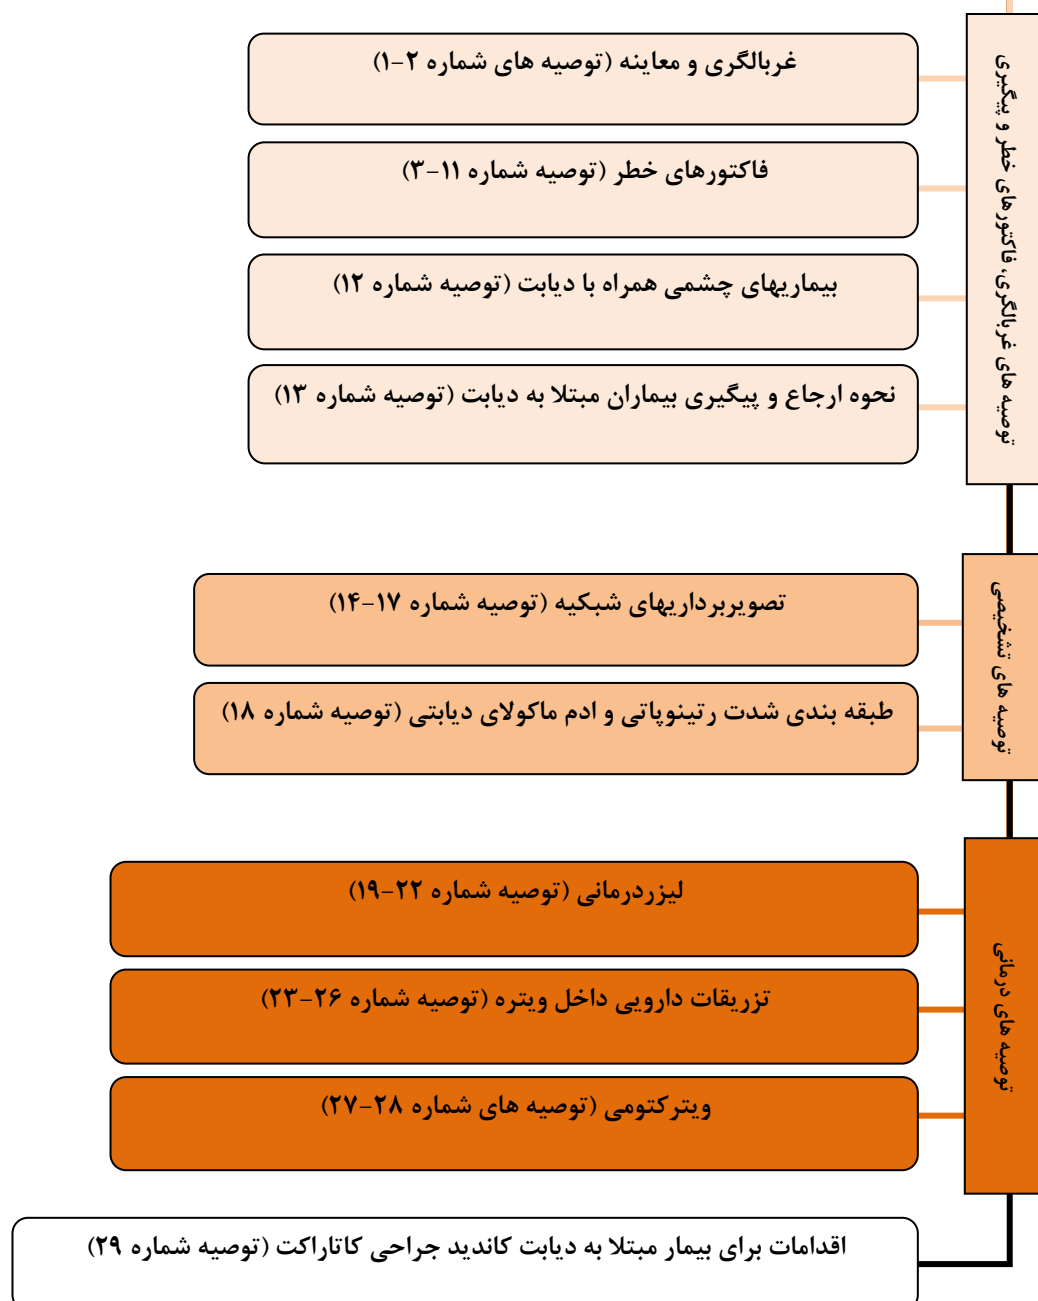 توصیه های غربالگری، فاکتورهای خطر و پیگیری
غربالگری و معاینه (توصیه های شماره ۲-۱)
فاکتورهای خطر (توصیه شماره ۱۱-۳)
بیماریهای چشمی همراه با دیابت (توصیه شماره ۱۲)
نحوه ارجاع و پیگیری بیماران مبتلا به دیابت (توصیه شماره ۱۳)
توصیه های تشخیصی
تصویربرداریهای شبکیه (توصیه شماره ۱۷-۱۴)
طبقه بندی شدت رتینوپاتی و ادم ماکولای دیابتی (توصیه شماره ۱۸)
توصیه های درمانی
لیزردرمانی (توصیه شماره ۲۲-۱۹)
تزریقات دارویی داخل ویتره (توصیه شماره ۲۶-۲۳)
ویترکتومی (توصیه های شماره ۲۸-۲۷)
اقدامات برای بیمار مبتلا به دیابت کاندید جراحی کاتاراکت (توصیه شماره ۲۹)